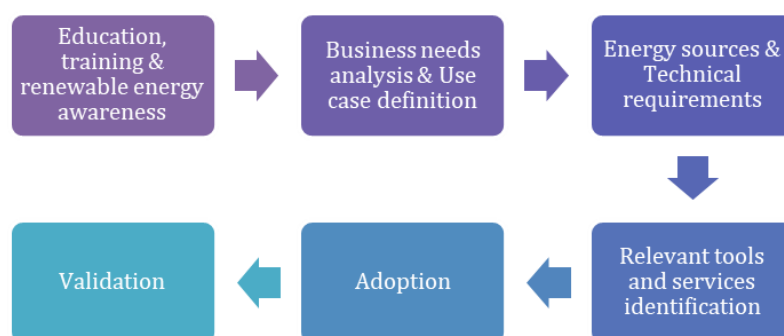 Education,
training &
renewable energy
awareness
Business needs
analysis & Use
case definition
Energy sources &
Technical
requirements
Relevant tools
and services
identification
Adoption
Validation